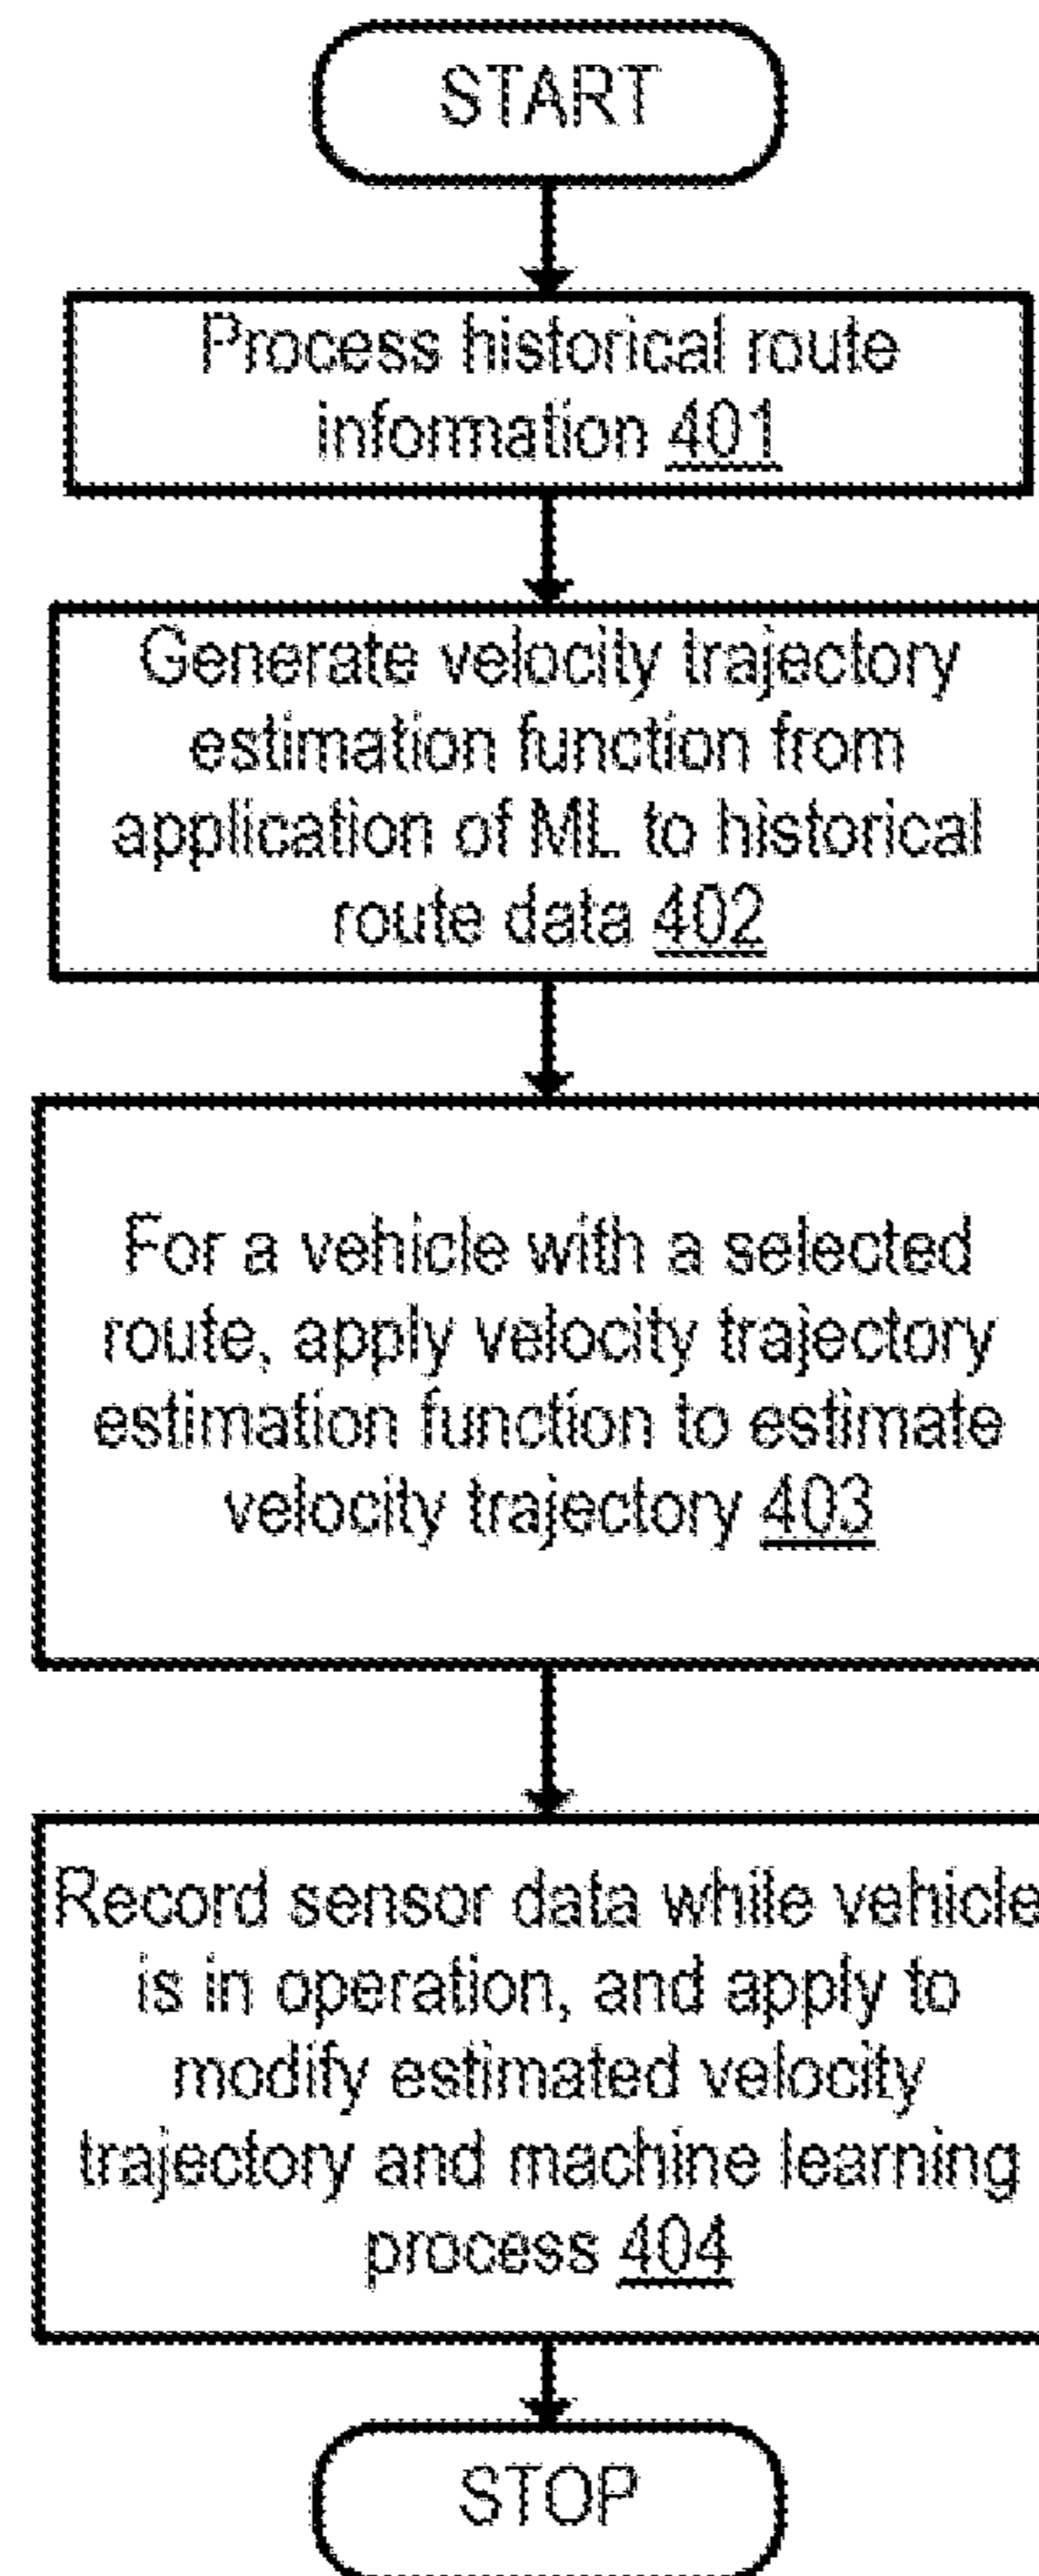 START
Process historical route
information 401
Generate velocity trajectory
estimation function from
application of ML to historical
route data 402
For a vehicle with a selected
route, apply velocity trajectory
estimation function to estimate
velocity trajectory 403
Record sensor data while vehicle
is in operation, and apply to
modify estimated velocity
trajectory and machine learning
process 404
STOP